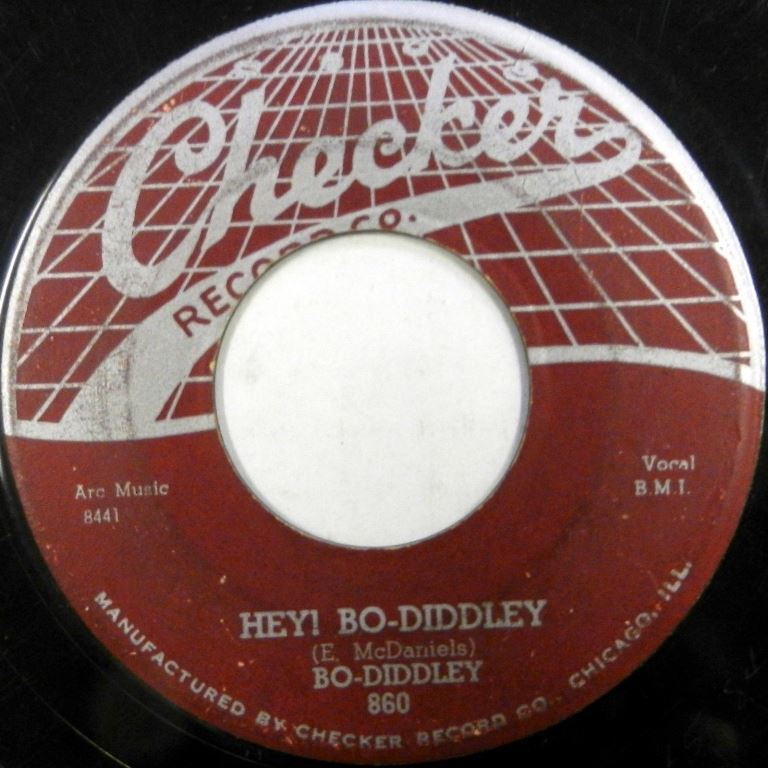 Checker
RECORD CO.
Arc Music
8441
Vocal
B.M.I.
HEY! BO-DIDDLEY
(E. McDaniels)
BO-DIDDLEY
860
MANUFACTURED BY CHECKER RECORD CO., CHICAGO, ILL.